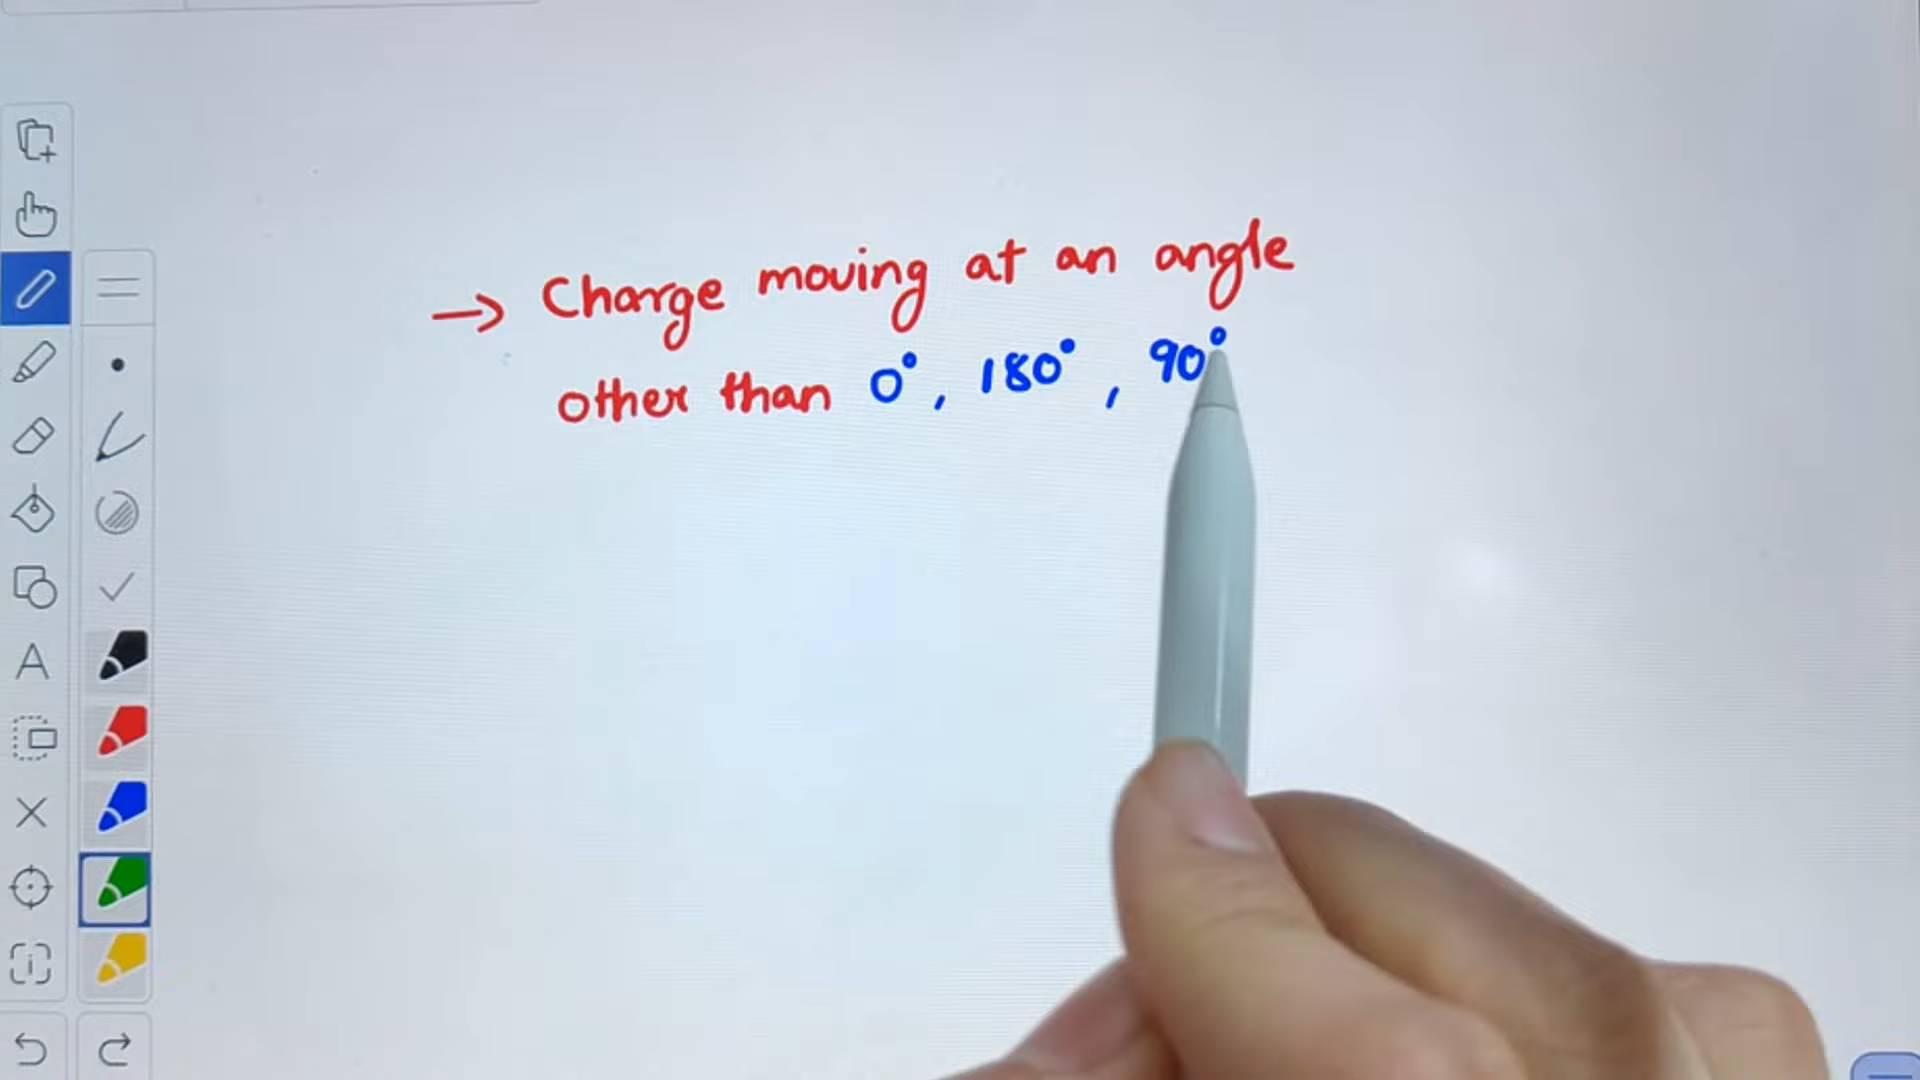 → Charge moving at an angle
other than 0°, 180°, 90°
A